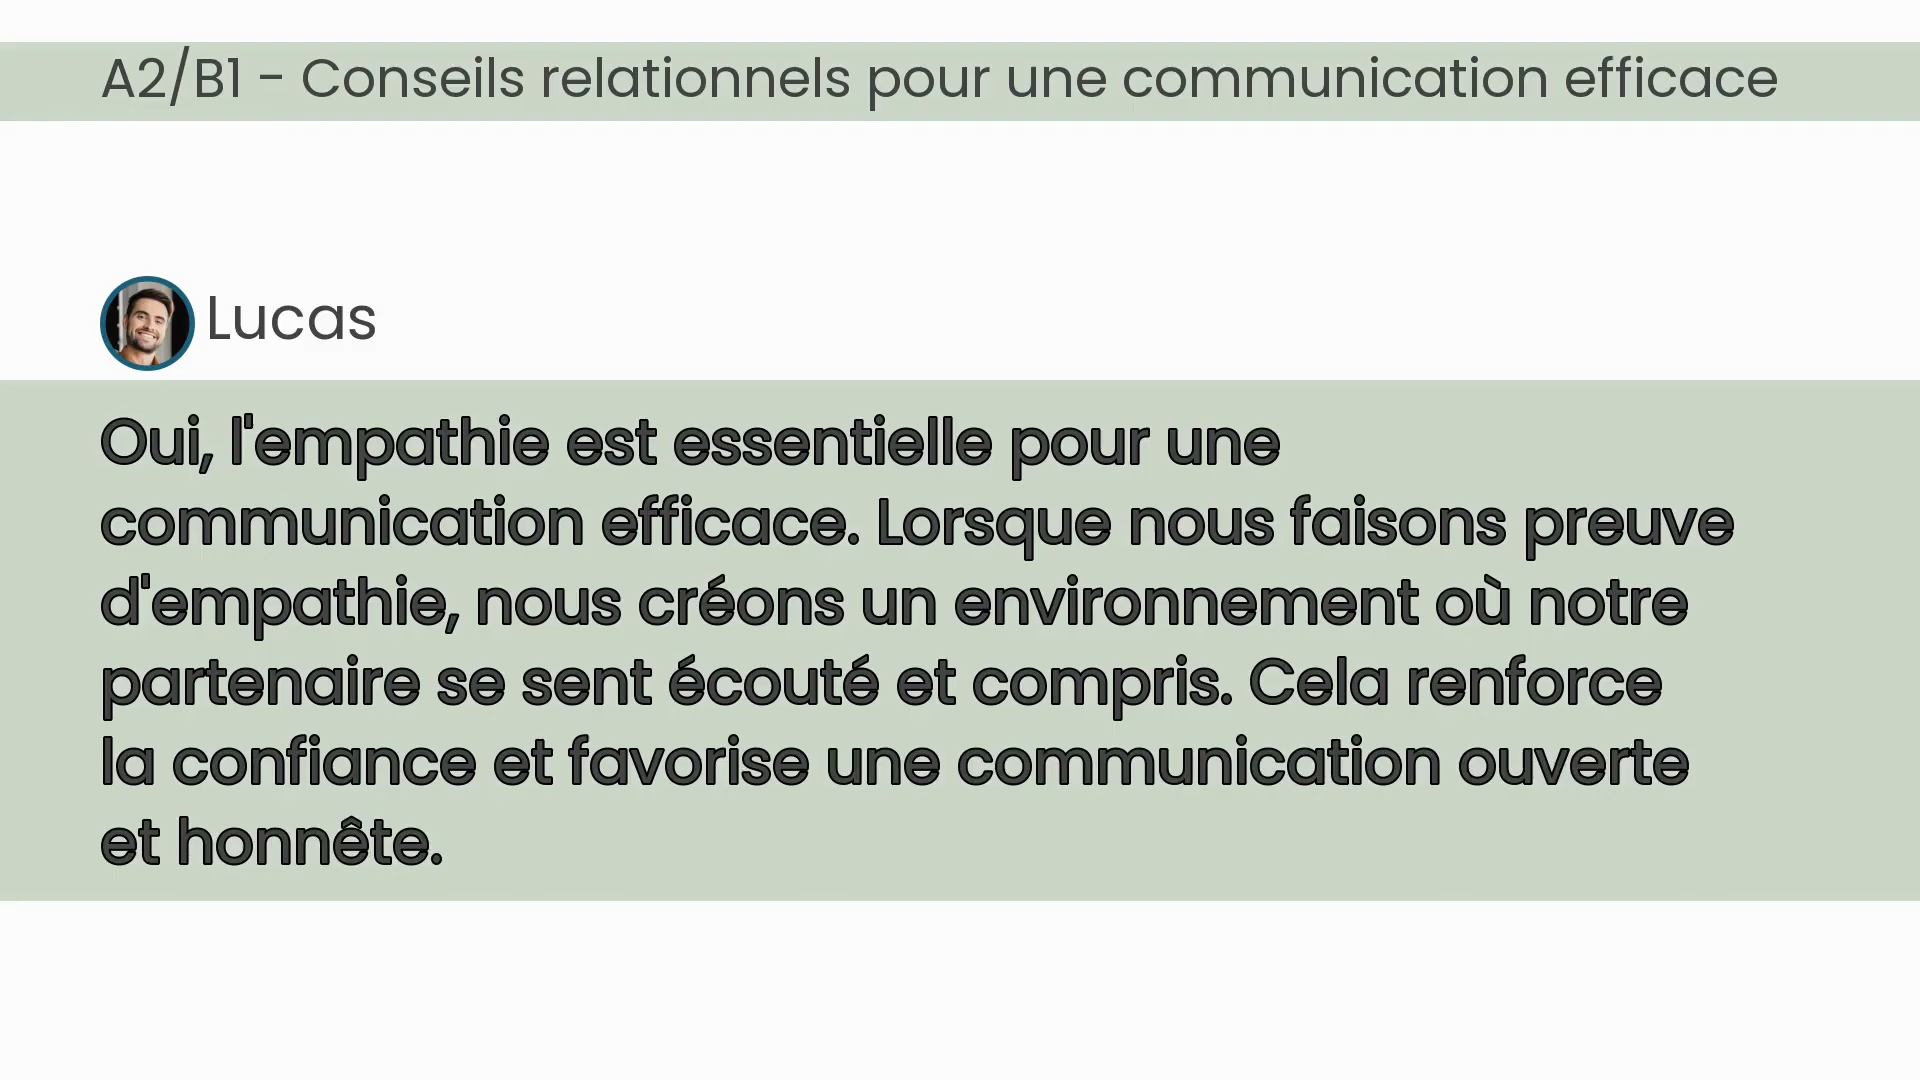 A2/B1 - Conseils relationnels pour une communication efficace
Lucas
Oui, l'empathie est essentielle pour une
communication efficace. Lorsque nous faisons preuve
d'empathie, nous créons un environnement où notre
partenaire se sent écouté et compris. Cela renforce
la confiance et favorise une communication ouverte
et honnête.